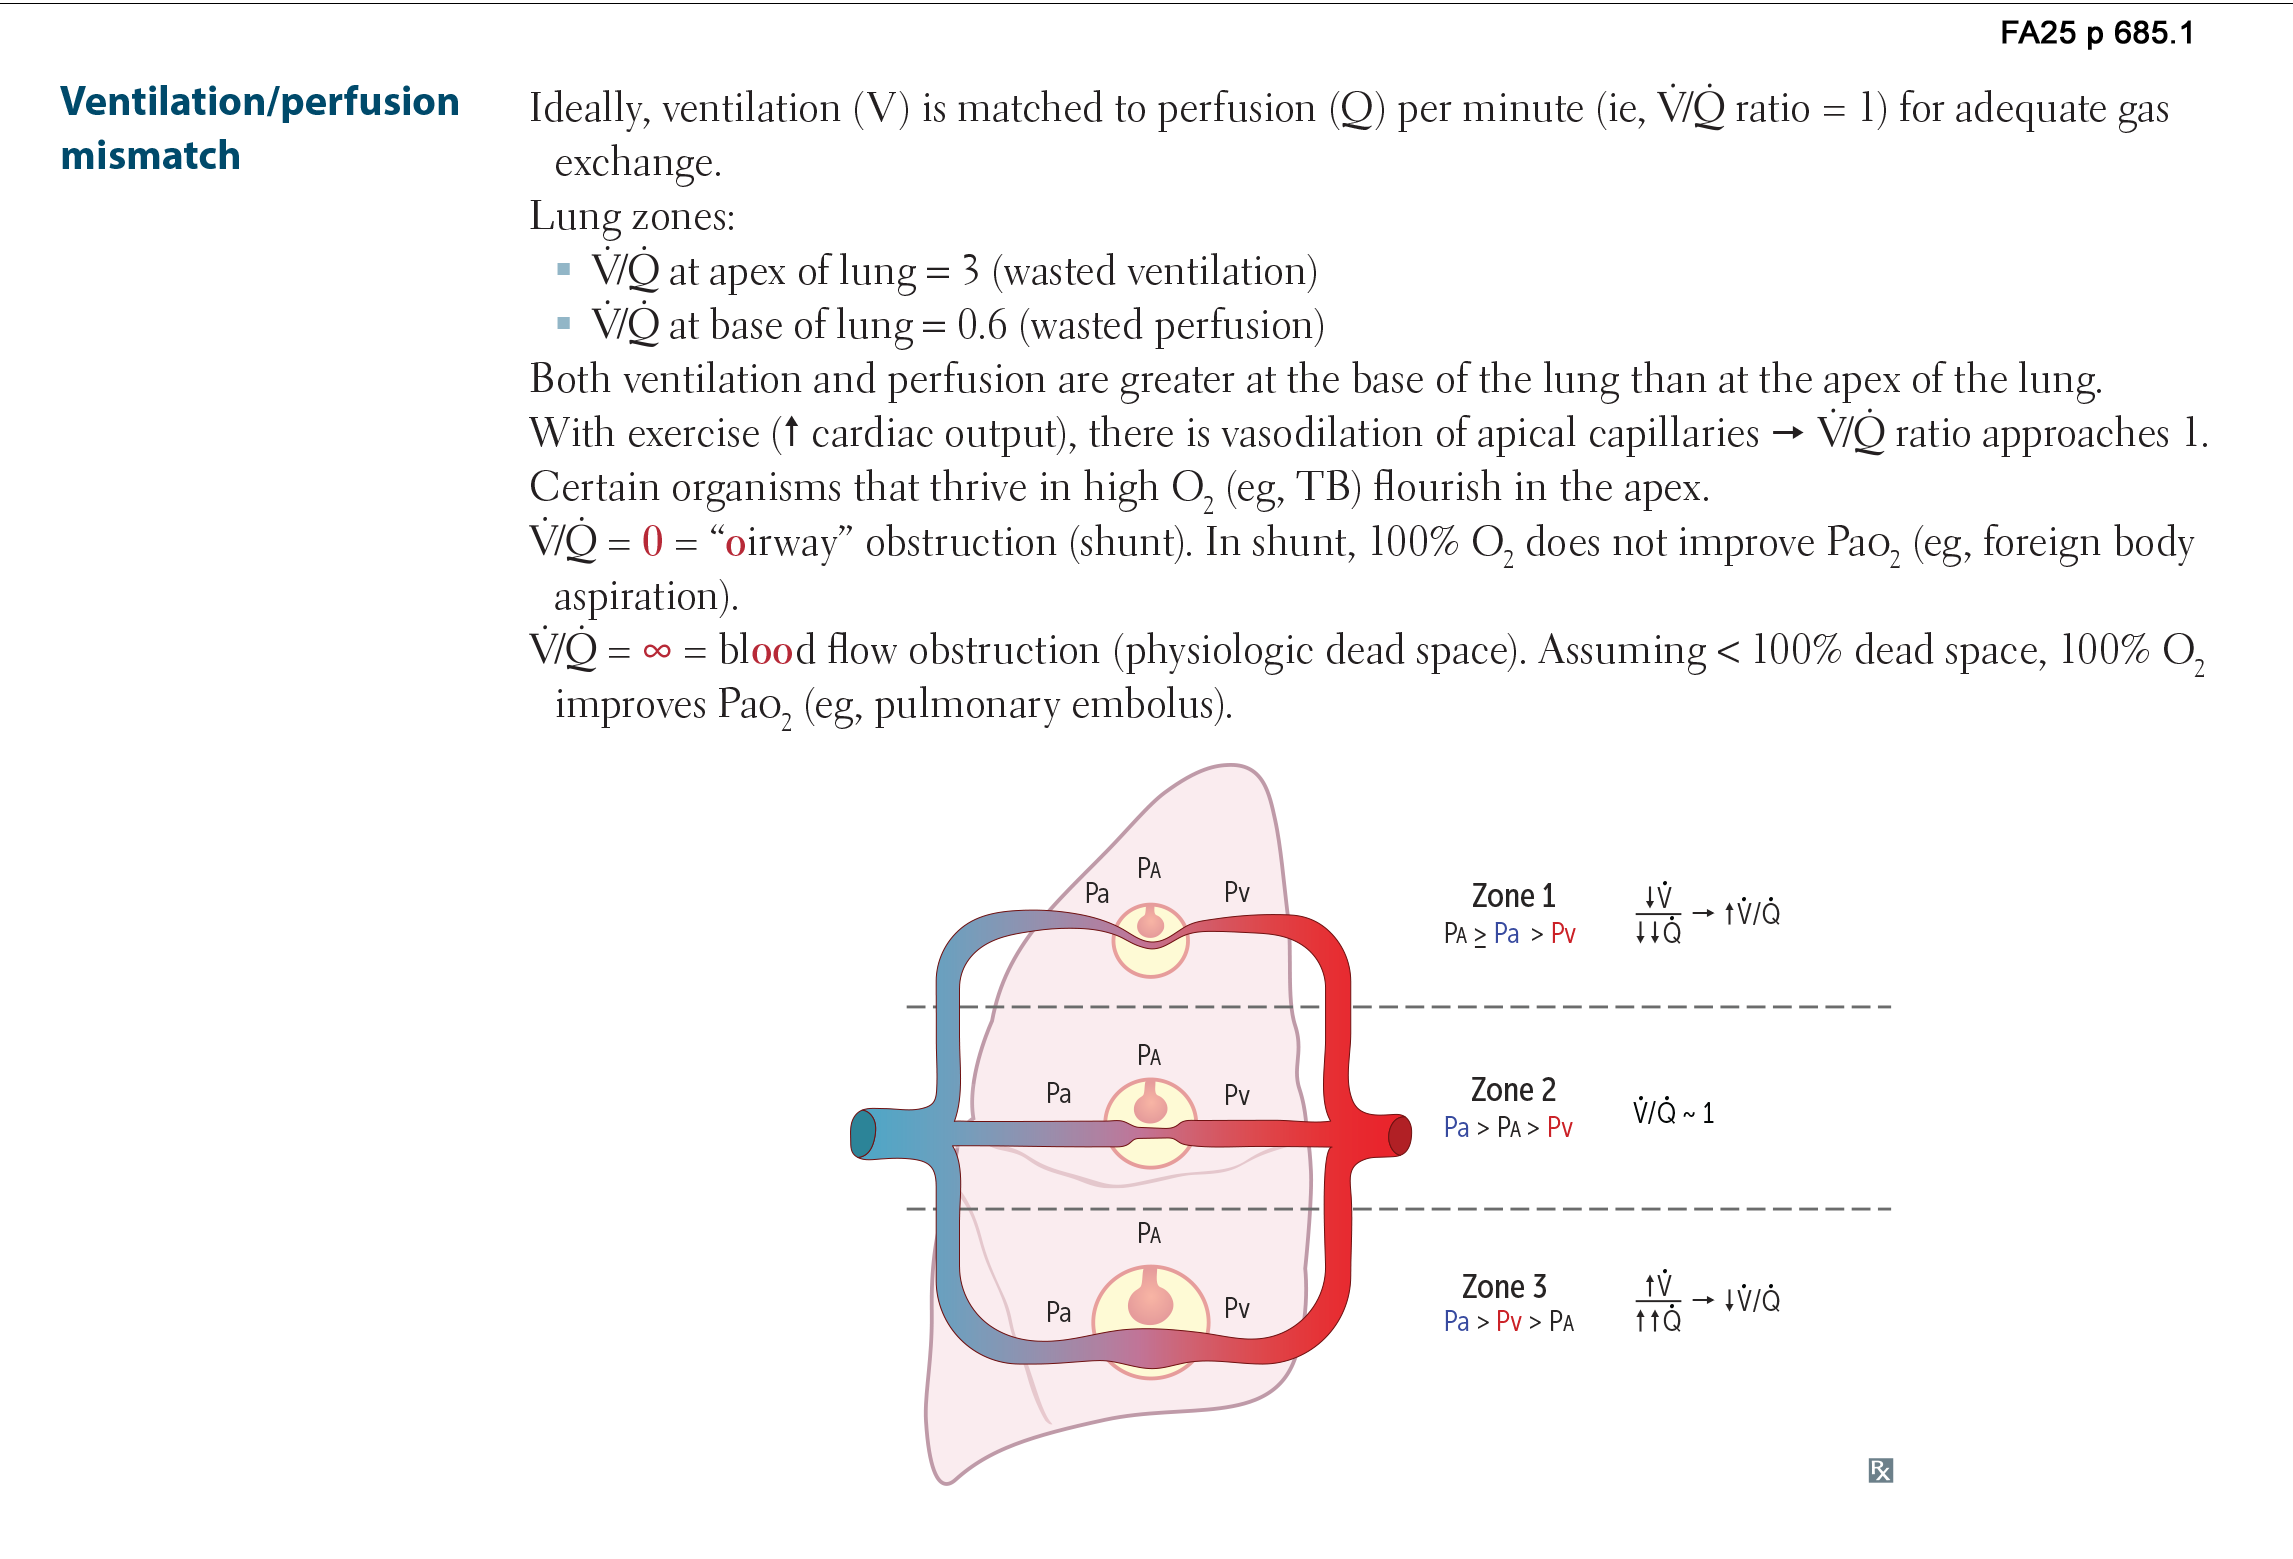 FA25 p 685.1
Ventilation/perfusion
mismatch
Ideally, ventilation (V) is matched to perfusion (Q) per minute (ie, V̇/Q̇ ratio = 1) for adequate gas
exchange.
Lung zones:
▪ V̇/Q̇ at apex of lung = 3 (wasted ventilation)
▪ V̇/Q̇ at base of lung = 0.6 (wasted perfusion)
Both ventilation and perfusion are greater at the base of the lung than at the apex of the lung.
With exercise (↑ cardiac output), there is vasodilation of apical capillaries → V̇/Q̇ ratio approaches 1.
Certain organisms that thrive in high O₂ (eg, TB) flourish in the apex.
V̇/Q̇ = 0 = “oirway” obstruction (shunt). In shunt, 100% O₂ does not improve PaO₂ (eg, foreign body
aspiration).
V̇/Q̇ = ∞ = blood flow obstruction (physiologic dead space). Assuming < 100% dead space, 100% O₂
improves PaO₂ (eg, pulmonary embolus).
PA
Pa
Pv
Zone 1
PA ≥ Pa > Pv
↓V̇
↓↓Q̇
→ ↑V̇/Q̇
PA
Pa
Pv
Zone 2
Pa > PA > Pv
V̇/Q̇ ~ 1
PA
Pa
Pv
Zone 3
Pa > Pv > PA
↑V̇
↑↑Q̇
→ ↓V̇/Q̇
Rx